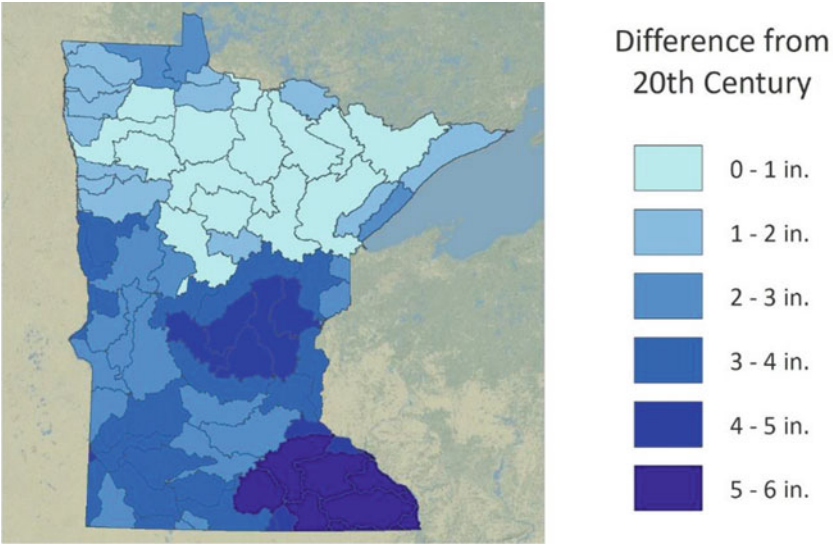 Difference from
20th Century
0 - 1 in.
1 - 2 in.
2 - 3 in.
3 - 4 in.
4 - 5 in.
5 - 6 in.